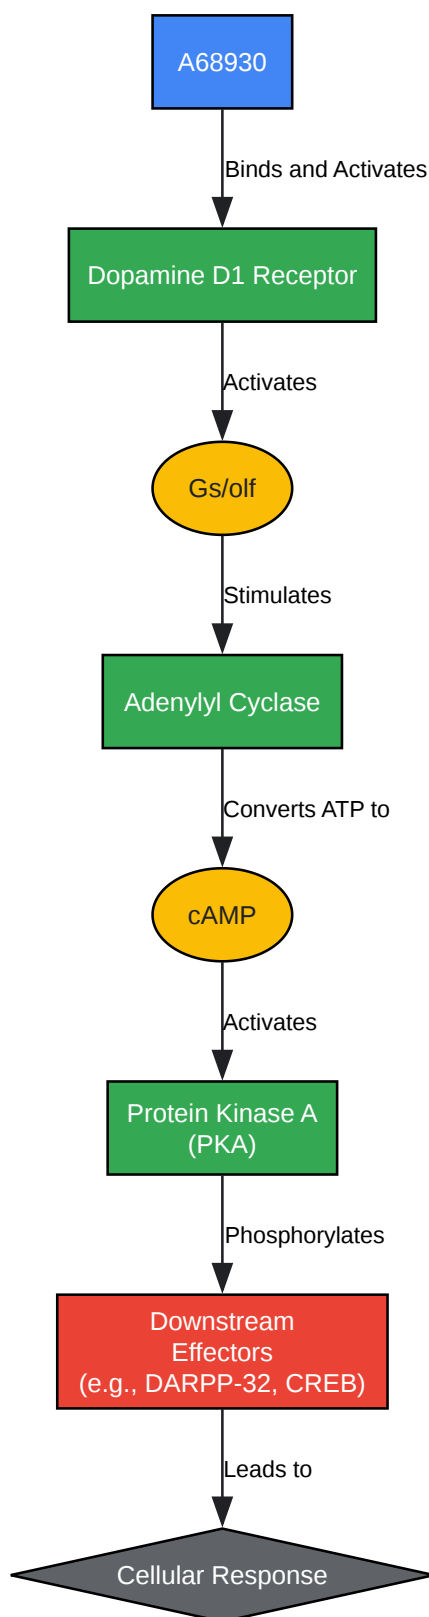 A68930
Binds and Activates
Dopamine D1 Receptor
Activates
Gs/olf
Stimulates
Adenylyl Cyclase
Converts ATP to
cAMP
Activates
Protein Kinase A
(PKA)
Phosphorylates
Downstream
Effectors
(e.g., DARPP-32, CREB)
Leads to
Cellular Response